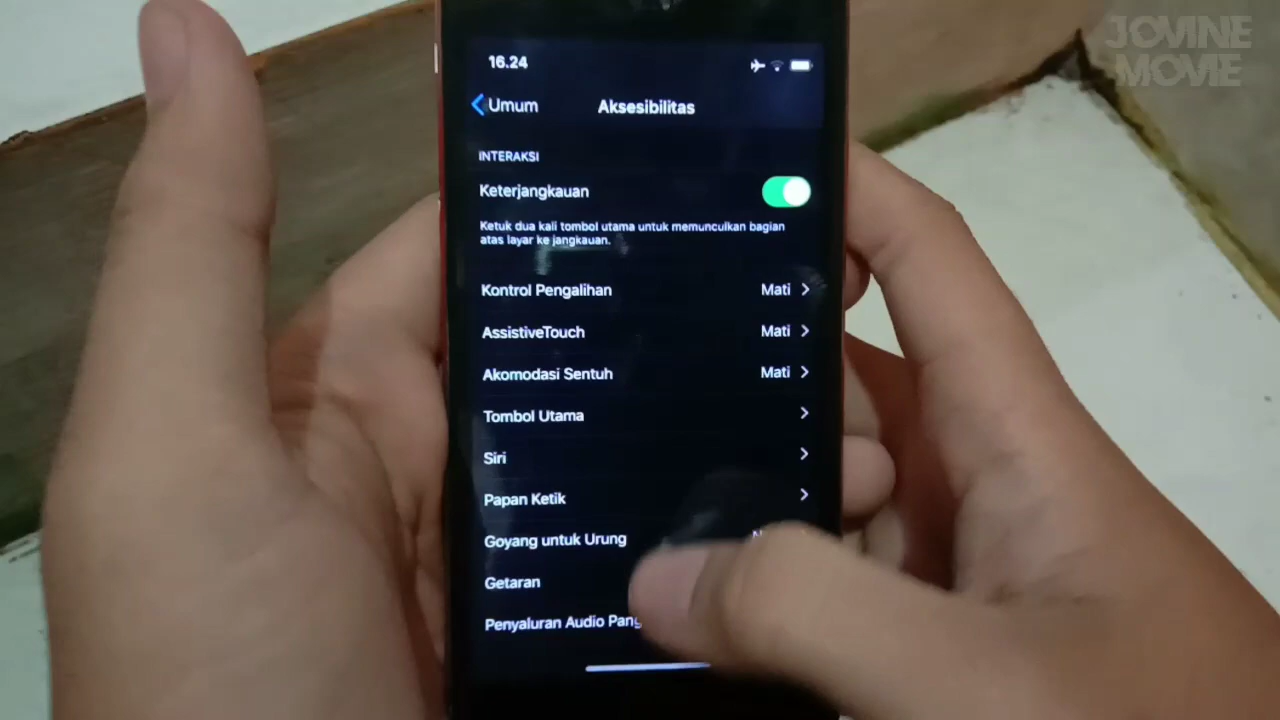 JOVINE
MOVIE
16.24
Umum
Aksesibilitas
INTERAKSI
Keterjangkauan
Ketuk dua kali tombol utama untuk memunculkan bagian
atas layar ke jangkauan.
Kontrol Pengalihan Mati
AssistiveTouch Mati
Akomodasi Sentuh Mati
Tombol Utama
Siri
Papan Ketik
Goyang untuk Urung
Getaran
Penyaluran Audio